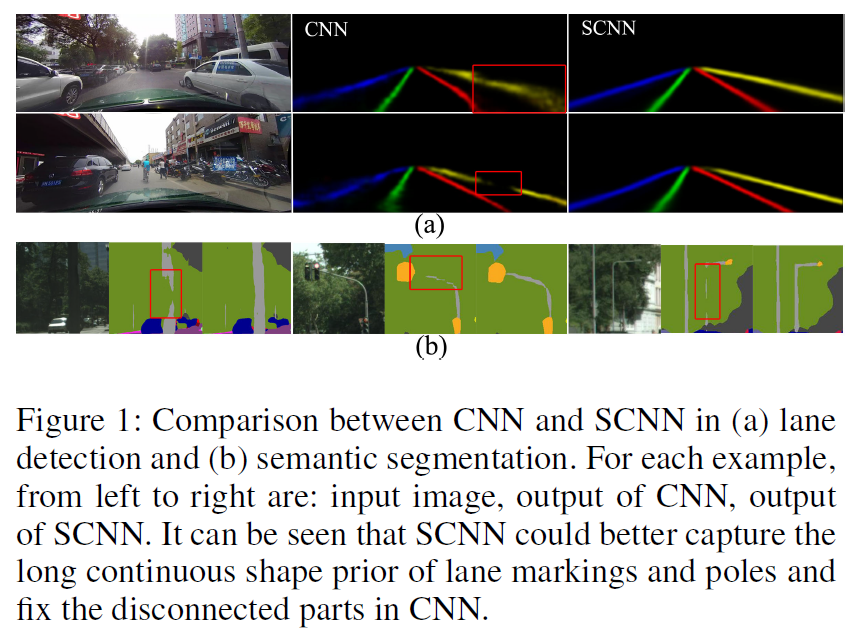 CNN
SCNN
(a)
(b)
Figure 1: Comparison between CNN and SCNN in (a) lane
detection and (b) semantic segmentation. For each example,
from left to right are: input image, output of CNN, output
of SCNN. It can be seen that SCNN could better capture the
long continuous shape prior of lane markings and poles and
fix the disconnected parts in CNN.